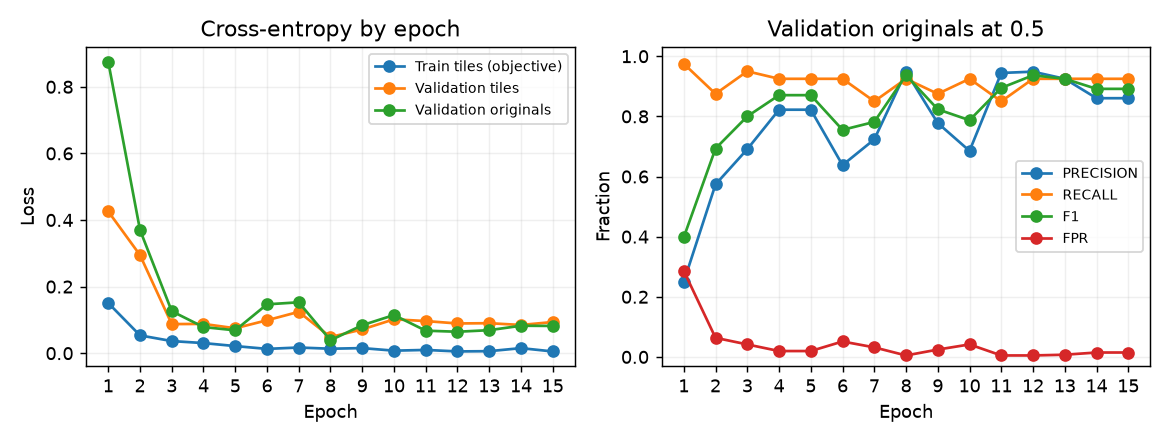 Cross-entropy by epoch
Train tiles (objective)
Validation tiles
Validation originals
Loss
0.8
0.6
0.4
0.2
0.0
1 2 3 4 5 6 7 8 9 10 11 12 13 14 15
Epoch
Validation originals at 0.5
PRECISION
RECALL
F1
FPR
Fraction
1.0
0.8
0.6
0.4
0.2
0.0
1 2 3 4 5 6 7 8 9 10 11 12 13 14 15
Epoch